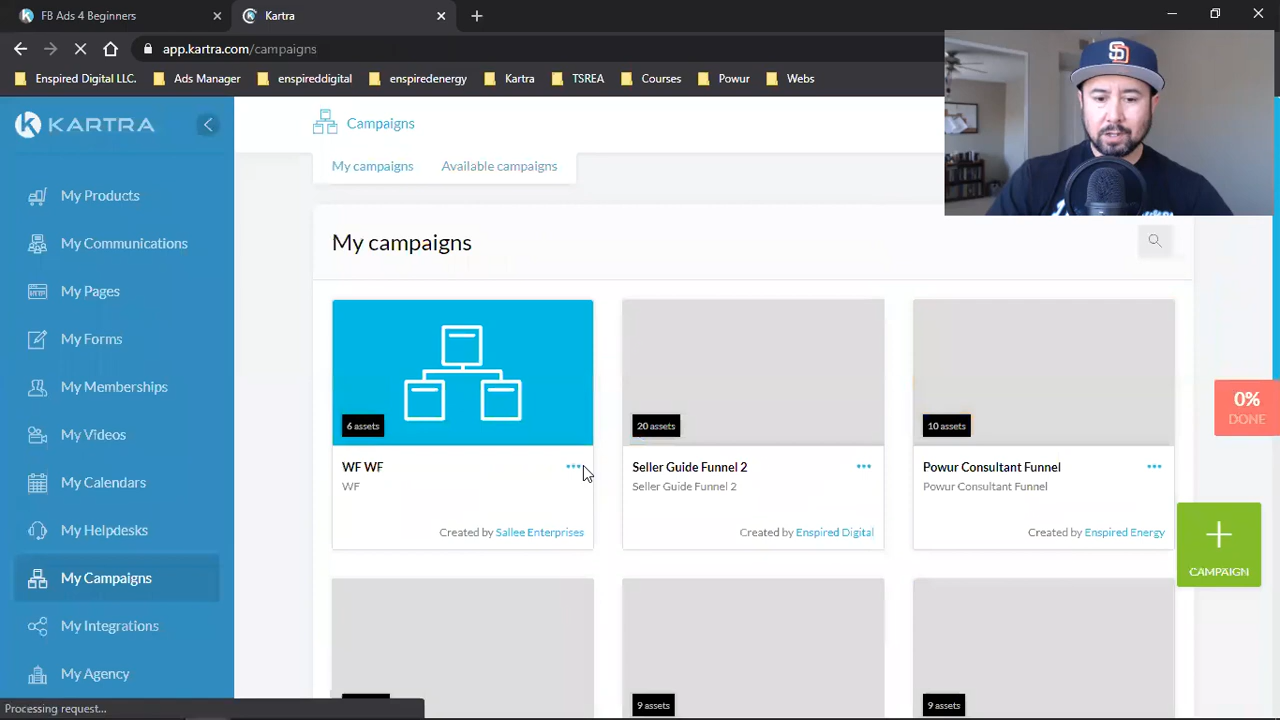 FB Ads 4 Beginners
Kartra
app.kartra.com/campaigns
Enspired Digital LLC.
Ads Manager
enspireddigital
enspiredenergy
Kartra
TSREA
Courses
Powur
Webs
KARTRA
My Products
My Communications
My Pages
My Forms
My Memberships
My Videos
My Calendars
My Helpdesks
My Campaigns
My Integrations
My Agency
Campaigns
My campaigns
Available campaigns
My campaigns
6 assets
WF WF
WF
Created by Sallee Enterprises
20 assets
Seller Guide Funnel 2
Seller Guide Funnel 2
Created by Enspired Digital
10 assets
Powur Consultant Funnel
Powur Consultant Funnel
Created by Enspired Energy
9 assets
9 assets
0%
DONE
CAMPAIGN
Processing request...
SD